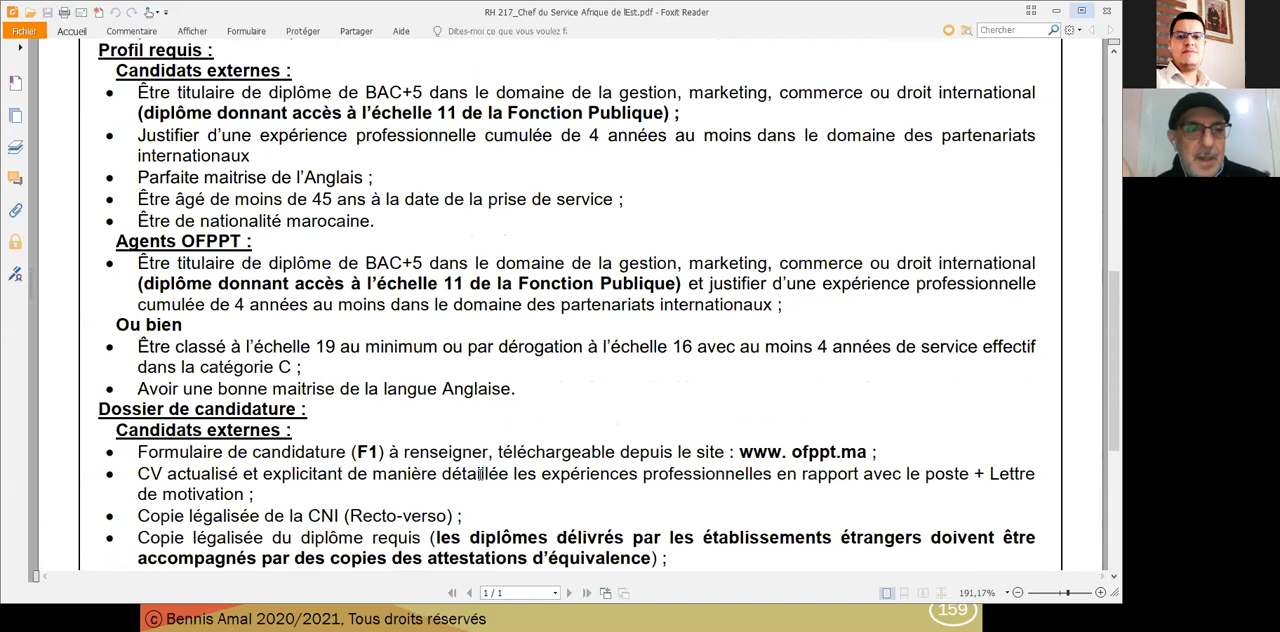 RH 217_Chef du Service Afrique de lEst.pdf - Foxit Reader
Fichier Accueil Commentaire Afficher Formulaire Protéger Partager Aide Dites-moi ce que vous voulez f. Chercher
Profil requis :
Candidats externes :
• Être titulaire de diplôme de BAC+5 dans le domaine de la gestion, marketing, commerce ou droit international
(diplôme donnant accès à l’échelle 11 de la Fonction Publique) ;
• Justifier d’une expérience professionnelle cumulée de 4 années au moins dans le domaine des partenariats
internationaux
• Parfaite maitrise de l’Anglais ;
• Être âgé de moins de 45 ans à la date de la prise de service ;
• Être de nationalité marocaine.
Agents OFPPT :
• Être titulaire de diplôme de BAC+5 dans le domaine de la gestion, marketing, commerce ou droit international
(diplôme donnant accès à l’échelle 11 de la Fonction Publique) et justifier d’une expérience professionnelle
cumulée de 4 années au moins dans le domaine des partenariats internationaux ;
Ou bien
• Être classé à l’échelle 19 au minimum ou par dérogation à l’échelle 16 avec au moins 4 années de service effectif
dans la catégorie C ;
• Avoir une bonne maitrise de la langue Anglaise.
Dossier de candidature :
Candidats externes :
• Formulaire de candidature (F1) à renseigner, téléchargeable depuis le site : www. ofppt.ma ;
• CV actualisé et explicitant de manière détaillée les expériences professionnelles en rapport avec le poste + Lettre
de motivation ;
• Copie légalisée de la CNI (Recto-verso) ;
• Copie légalisée du diplôme requis (les diplômes délivrés par les établissements étrangers doivent être
accompagnés par des copies des attestations d’équivalence) ;
1 / 1 191,17%
© Bennis Amal 2020/2021, Tous droits réservés 159